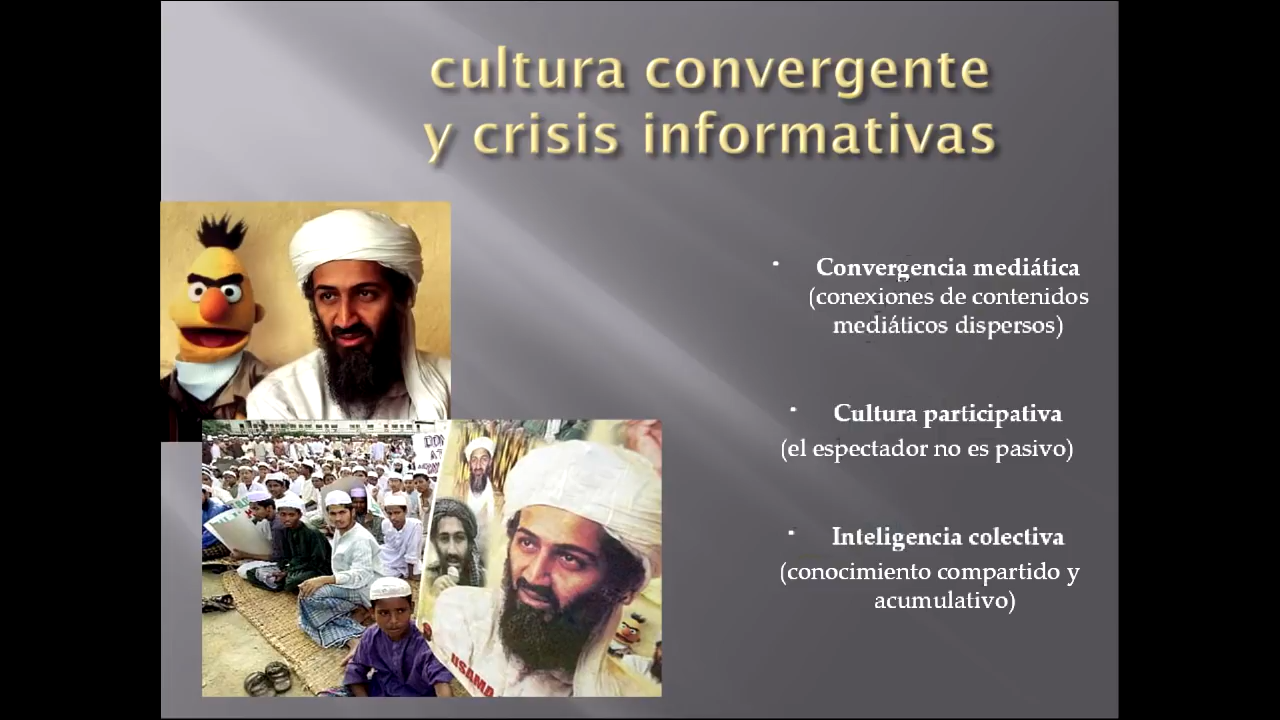 cultura convergente
y crisis informativas
• Convergencia mediática
(conexiones de contenidos
mediáticos dispersos)
• Cultura participativa
(el espectador no es pasivo)
• Inteligencia colectiva
(conocimiento compartido y
acumulativo)
USAMA